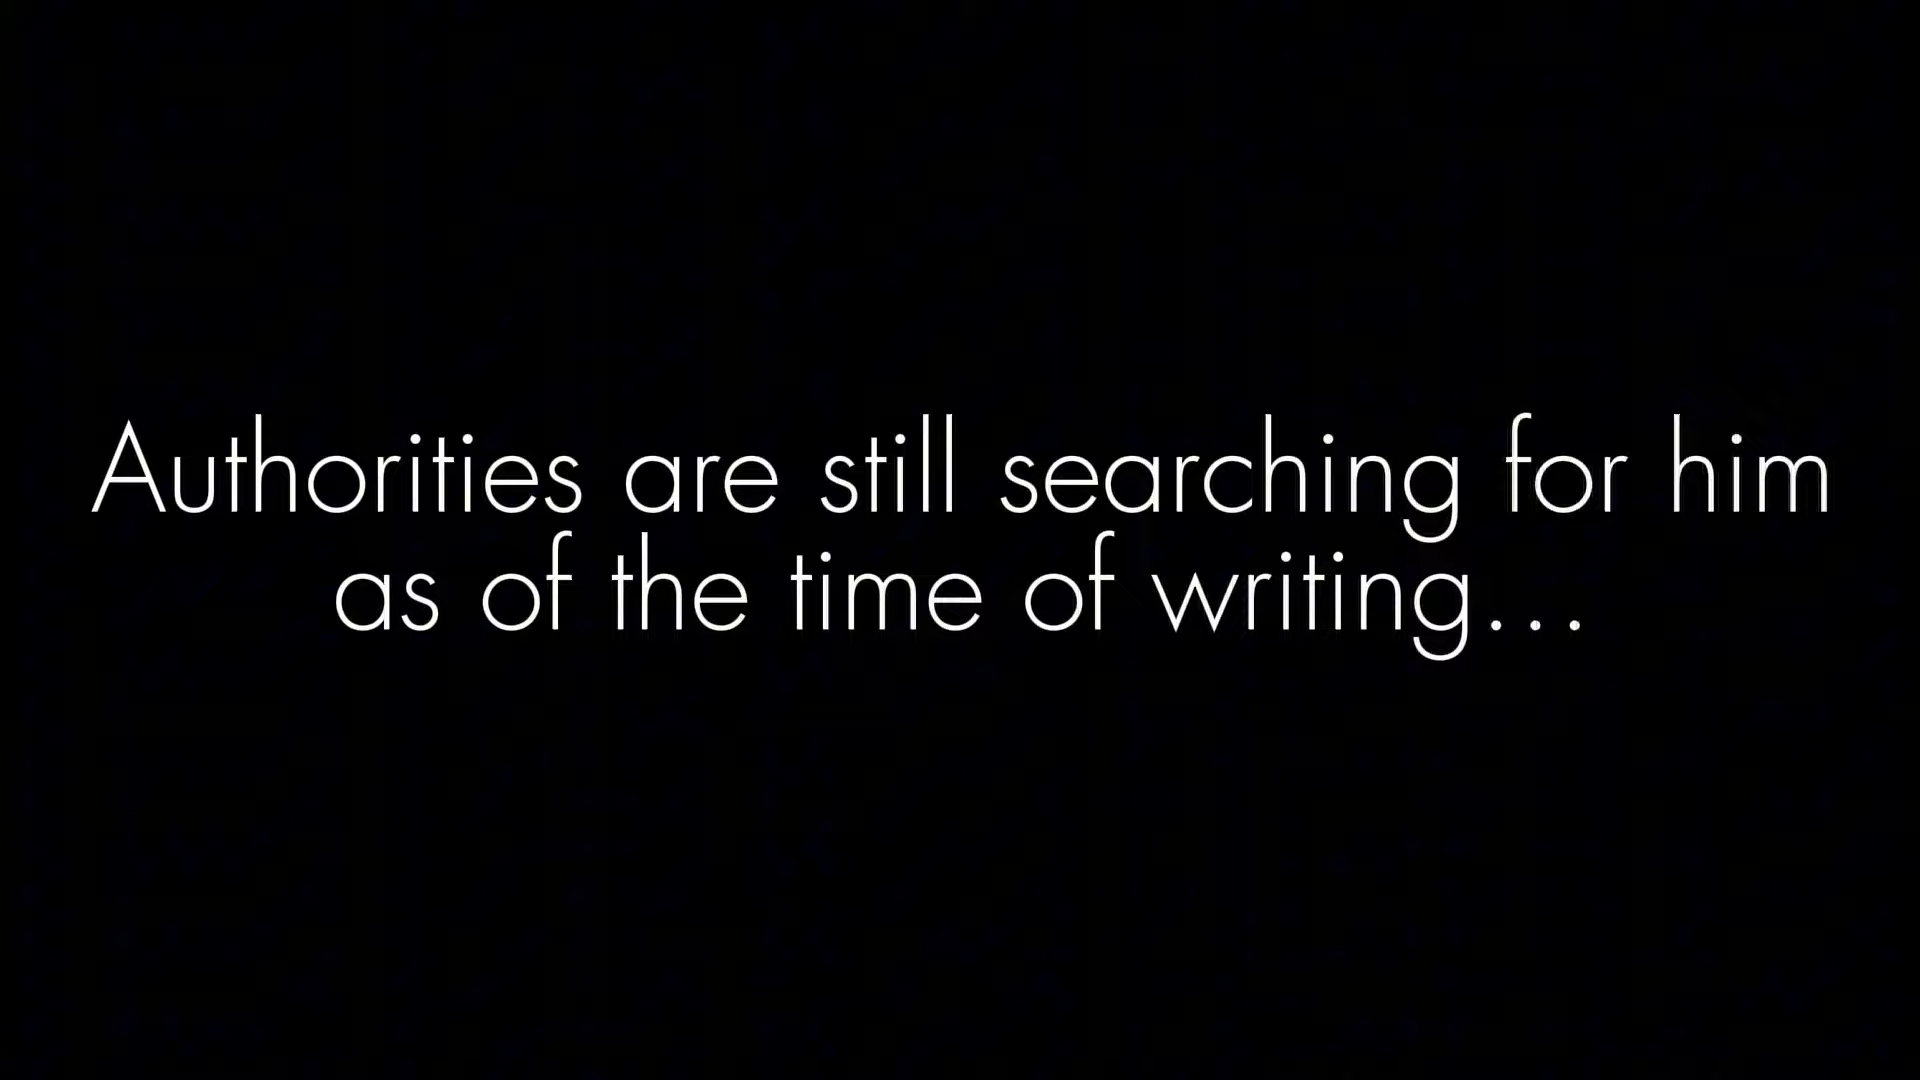 Authorities are still searching for him
as of the time of writing...